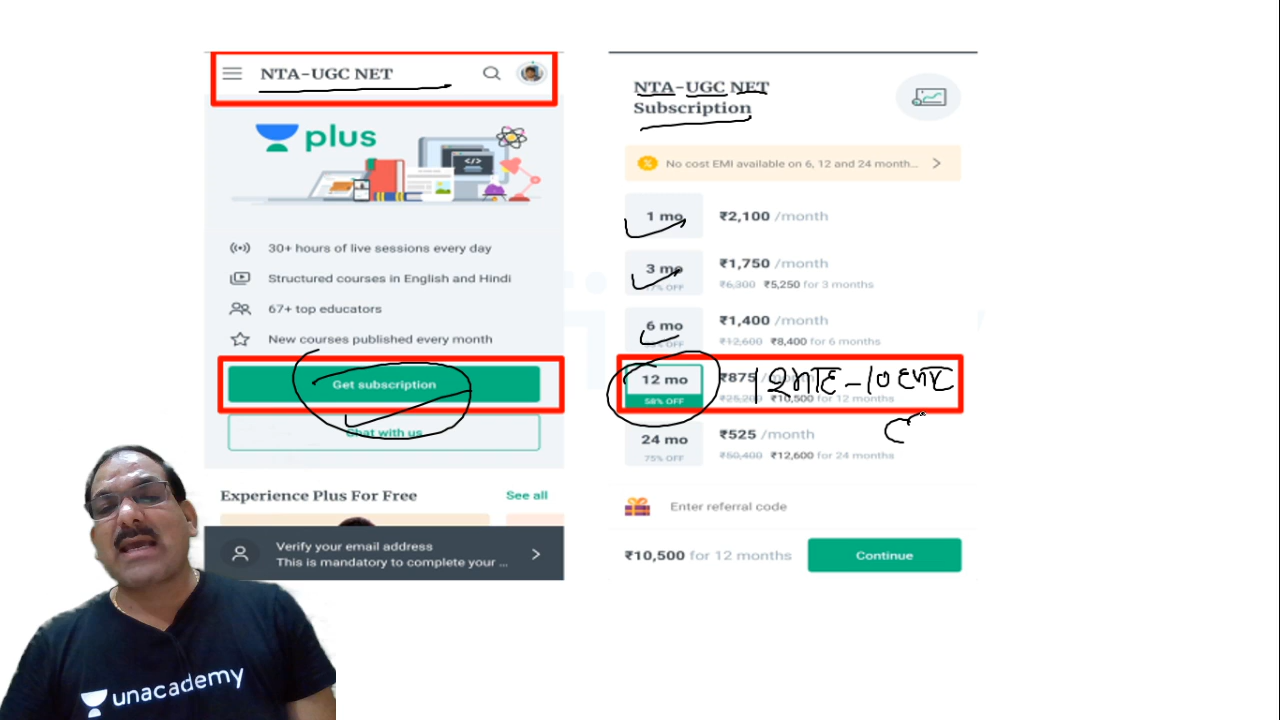 NTA-UGC NET
plus
30+ hours of live sessions every day
Structured courses in English and Hindi
67+ top educators
New courses published every month
Get subscription
Chat with us
Experience Plus For Free
See all
Verify your email address
This is mandatory to complete your ...
NTA-UGC NET
Subscription
No cost EMI available on 6, 12 and 24 month...
1 mo ₹2,100 /month
3 mo ₹1,750 /month
₹6,300 ₹5,250 for 3 months
6 mo ₹1,400 /month
₹12,600 ₹8,400 for 6 months
12 mo ₹875 /month
58% OFF ₹25,200 ₹10,500 for 12 months
12माह-10
24 mo ₹525 /month
75% OFF ₹50,400 ₹12,600 for 24 months
Enter referral code
₹10,500 for 12 months
Continue
unacademy